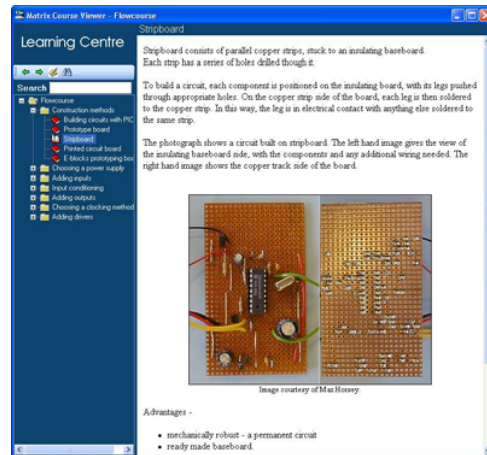 Matrix Course Viewer - Flowcourse
Stripboard
Learning Centre
Search
Flowcourse
Construction methods
Building circuits with PIC
Prototype board
Stripboard
Printed circuit board
E-blocks prototyping boa
Choosing a power supply
Adding inputs
Input conditioning
Adding outputs
Choosing a clocking method
Adding drivers
Stripboard consists of parallel copper strips, stuck to an insulating baseboard.
Each strip has a series of holes drilled though it.
To build a circuit, each component is positioned on the insulating board, with its legs pushed
through appropriate holes. On the copper strip side of the board, each leg is then soldered
to the copper strip. In this way, the leg is in electrical contact with anything else soldered to
the same strip.
The photograph shows a circuit built on stripboard. The left hand image gives the view of
the insulating baseboard side, with the components and any additional wiring needed. The
right hand image shows the copper track side of the board.
Image courtesy of Max Horsey.
Advantages -
mechanically robust - a permanent circuit
ready made baseboard.